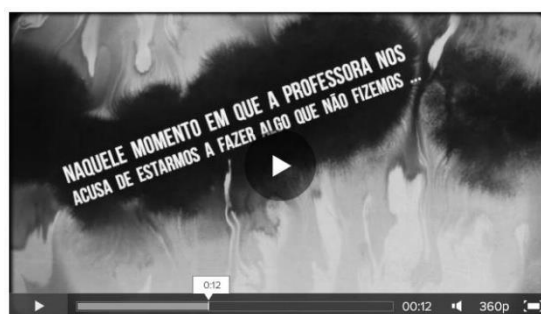 NAQUELE MOMENTO EM QUE A PROFESSORA NOS
ACUSA DE ESTARMOS A FAZER ALGO QUE NÃO FIZEMOS ...
0:12
00:12 360p